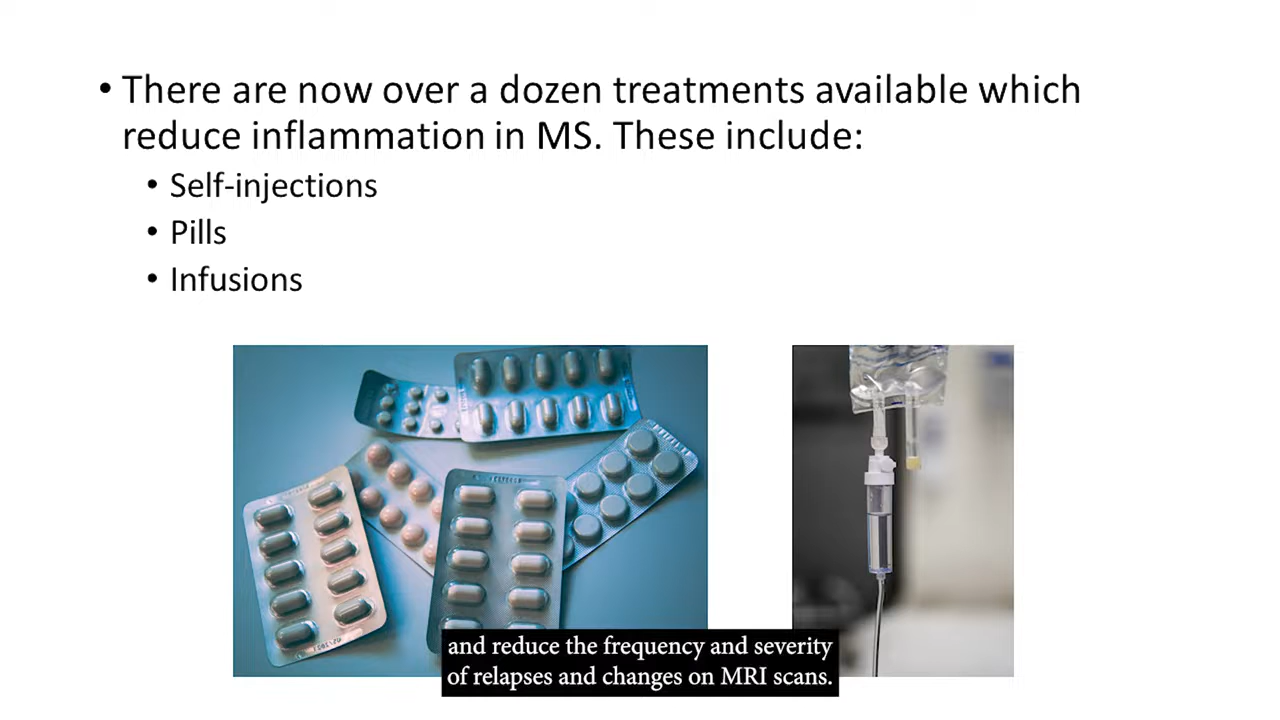 • There are now over a dozen treatments available which
reduce inflammation in MS. These include:
• Self-injections
• Pills
• Infusions
and reduce the frequency and severity
of relapses and changes on MRI scans.